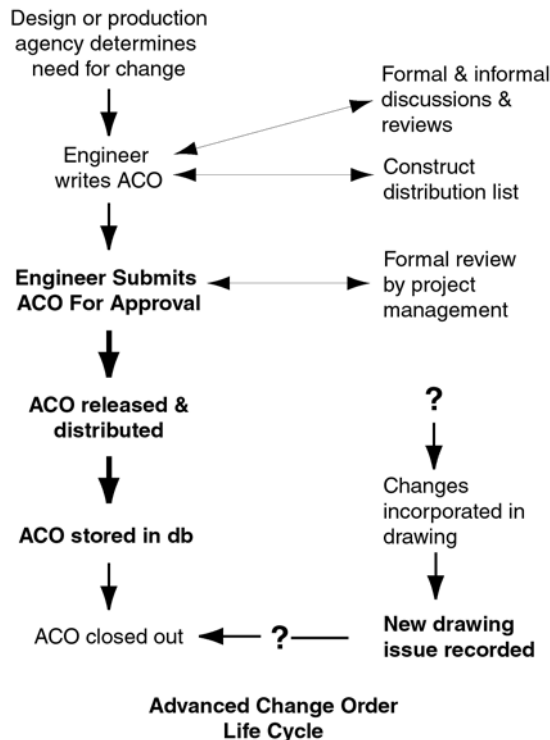 Design or production
agency determines
need for change
Formal & informal
discussions &
reviews
Engineer
writes ACO
Construct
distribution list
Engineer Submits
ACO For Approval
Formal review
by project
management
ACO released &
distributed
?
Changes
incorporated in
drawing
ACO stored in db
ACO closed out
?
New drawing
issue recorded
Advanced Change Order
Life Cycle